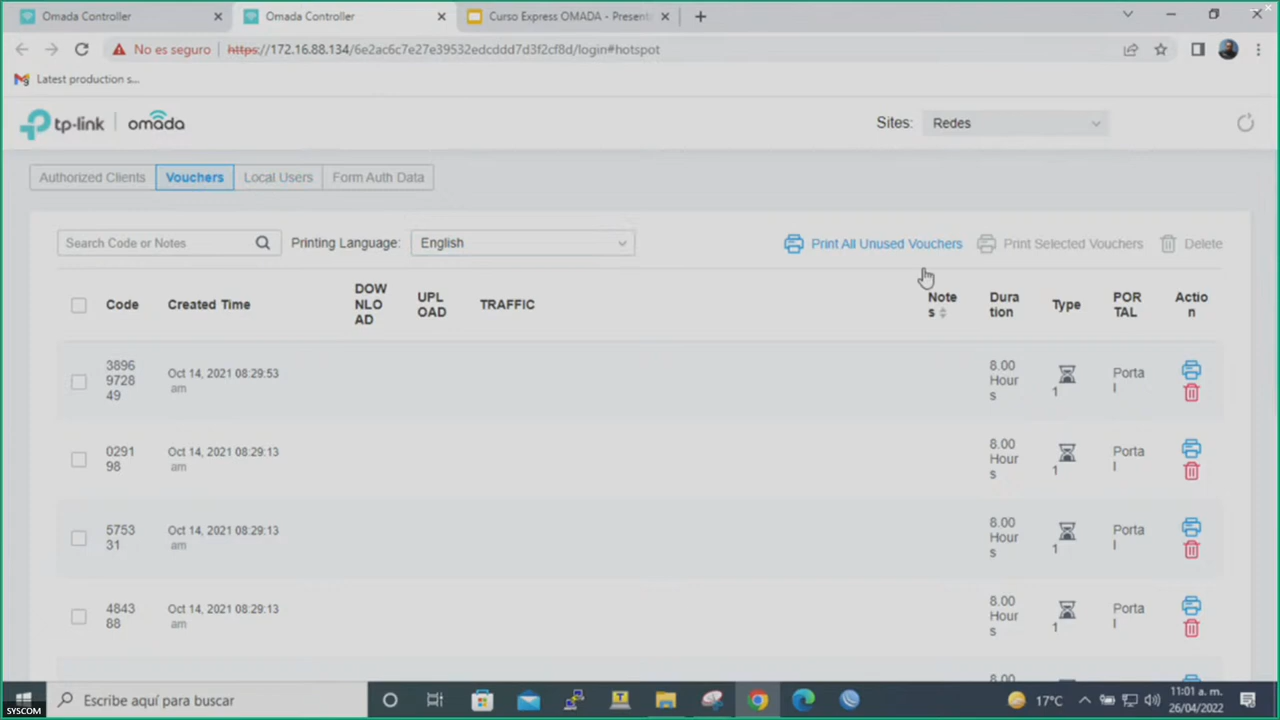 Omada Controller
Omada Controller
Curso Express OMADA - Present
No es seguro
https://172.16.88.134/6e2ac6c7e27e39532edcddd7d3f2cf8d/login#hotspot
Latest production s...
tp-link | omada
Sites: Redes
Authorized Clients Vouchers Local Users Form Auth Data
Search Code or Notes Printing Language: English Print All Unused Vouchers Print Selected Vouchers Delete
Code Created Time
DOW
NLO
AD
UPL
OAD
TRAFFIC
Note
s
Dura
tion
Type
POR
TAL
Actio
n
3896
9728
49
Oct 14, 2021 08:29:53
am
8.00
Hour
s
1
Porta
l
0291
98
Oct 14, 2021 08:29:13
am
8.00
Hour
s
1
Porta
l
5753
31
Oct 14, 2021 08:29:13
am
8.00
Hour
s
1
Porta
l
4843
88
Oct 14, 2021 08:29:13
am
8.00
Hour
s
1
Porta
l
SYSCOM
Escribe aquí para buscar
17°C
11:01 a. m.
26/04/2022